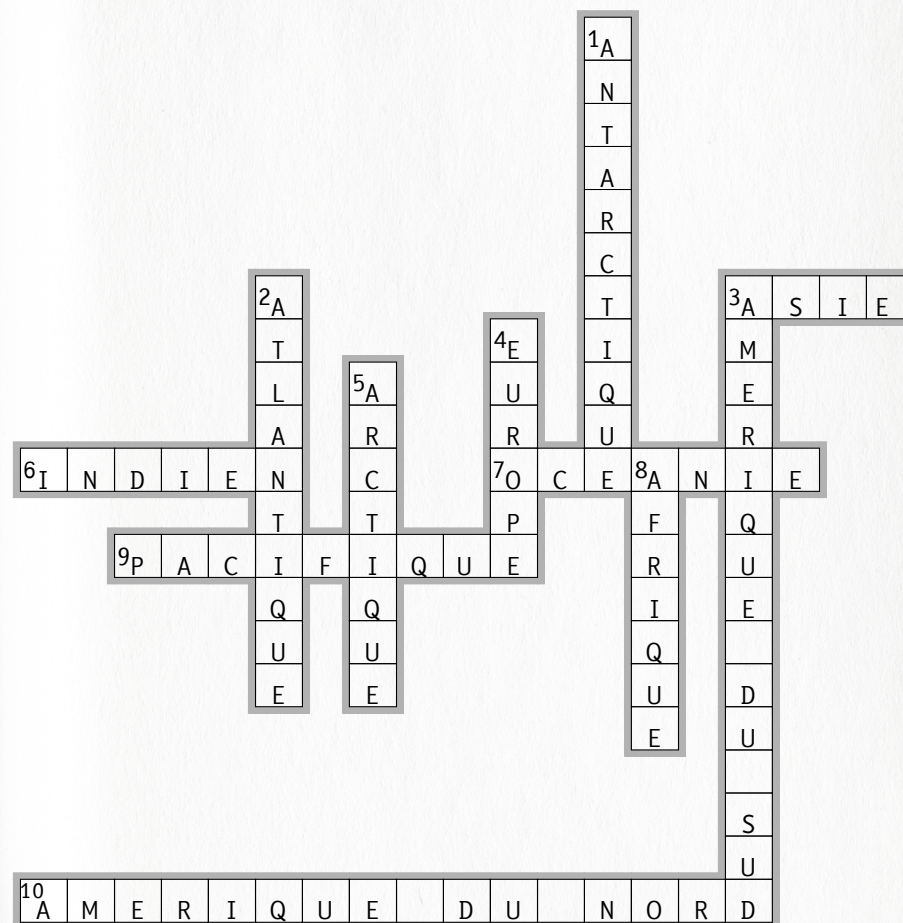 1 ANTARCTIQUE
2 ATLANTIQUE
3 ASIE
AMERIQUE DU SUD
4 EUROPE
5 ARCTIQUE
6 INDIEN
7 OCEANIE
8 AFRIQUE
9 PACIFIQUE
10 AMERIQUE DU NORD